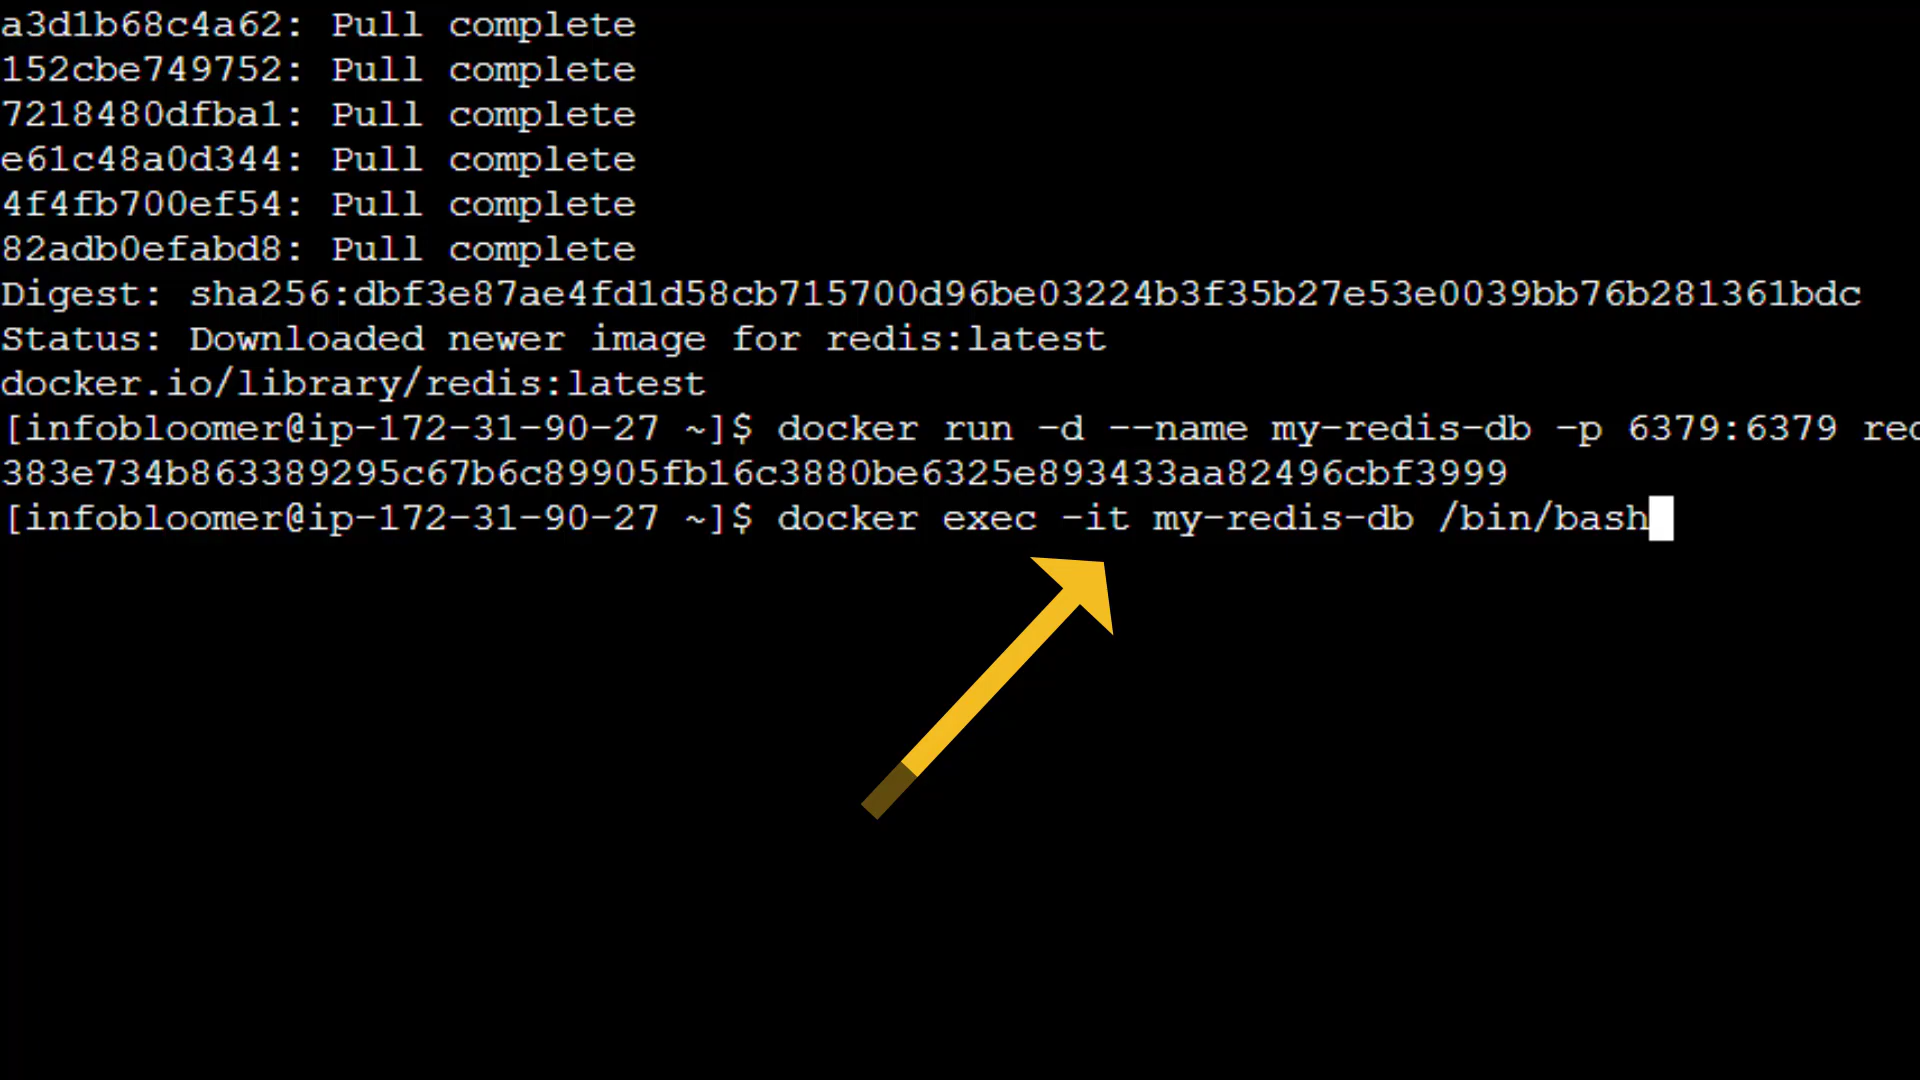 a3d1b68c4a62: Pull complete
152cbe749752: Pull complete
7218480dfba1: Pull complete
e61c48a0d344: Pull complete
4f4fb700ef54: Pull complete
82adb0efabd8: Pull complete
Digest: sha256:dbf3e87ae4fd1d58cb715700d96be03224b3f35b27e53e0039bb76b281361bdc
Status: Downloaded newer image for redis:latest
docker.io/library/redis:latest
[infobloomer@ip-172-31-90-27 ~]$ docker run -d --name my-redis-db -p 6379:6379
383e734b863389295c67b6c89905fb16c3880be6325e893433aa82496cbf3999
[infobloomer@ip-172-31-90-27 ~]$ docker exec -it my-redis-db /bin/bash